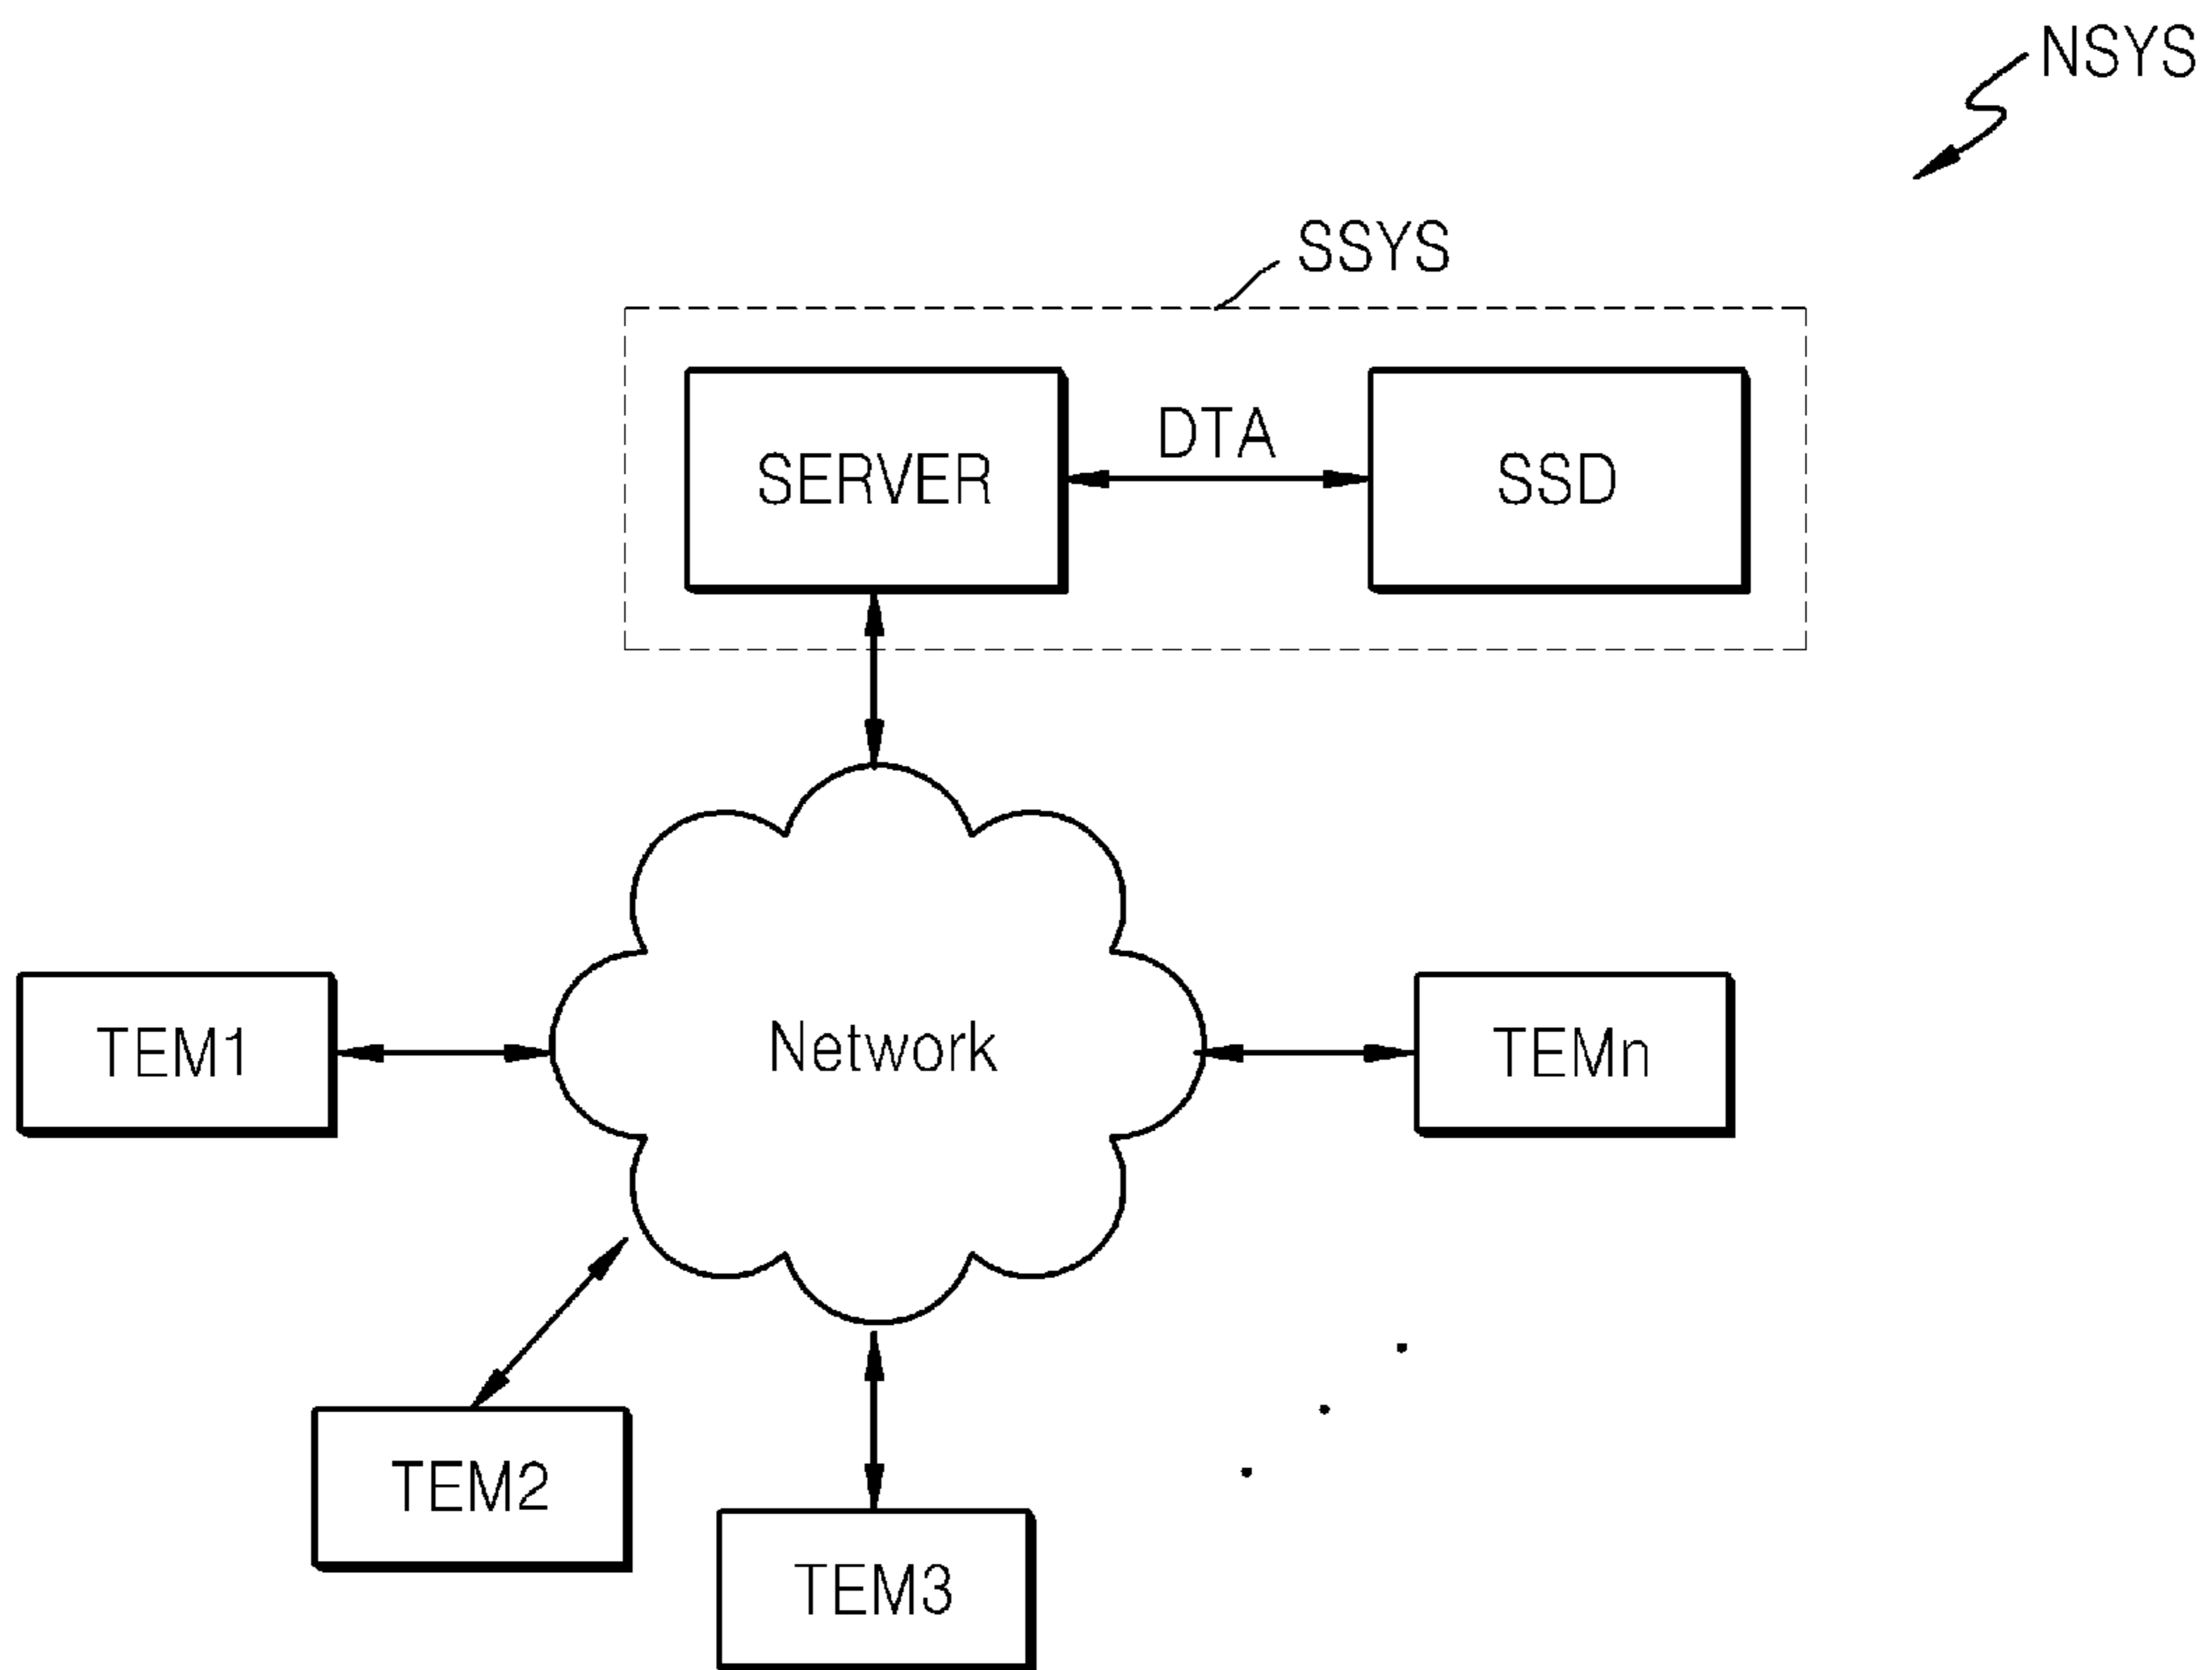 NSYS
SSYS
DTA
SERVER
SSD
TEM1
Network
TEMn
TEM2
TEM3